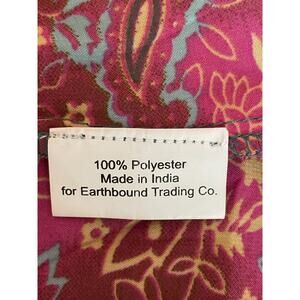 100% Polyester
Made in India
for Earthbound Trading Co.